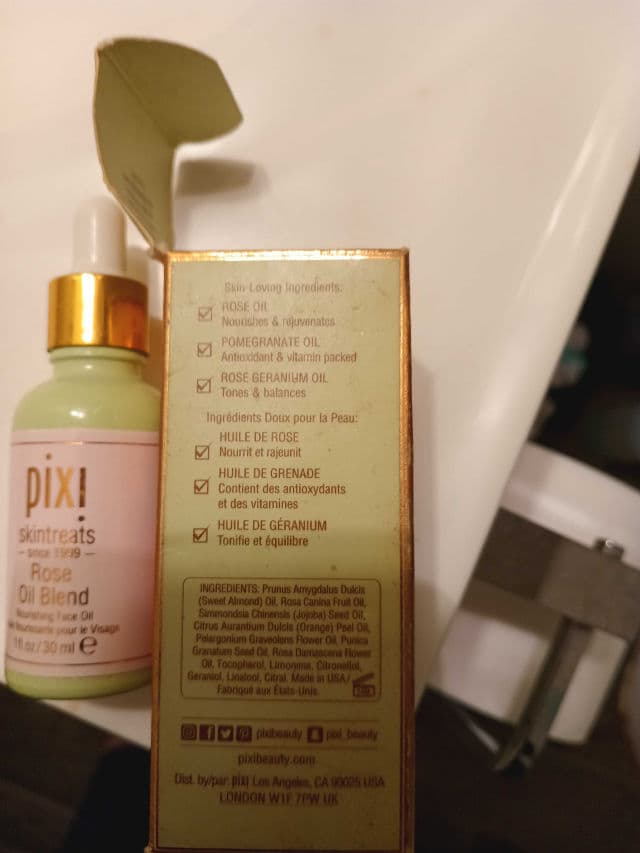 pixi
skintreats
— since 1999 —
Rose
Oil Blend
Nourishing Face Oil
Nourissante pour le Visage
1 fl oz/30 ml e
Skin-Loving Ingredients:
ROSE OIL
Nourishes & rejuvenates
POMEGRANATE OIL
Antioxidant & vitamin packed
ROSE GERANIUM OIL
Tones & balances
Ingrédients Doux pour la Peau:
HUILE DE ROSE
Nourrit et rajeunit
HUILE DE GRENADE
Contient des antioxydants
et des vitamines
HUILE DE GÉRANIUM
Tonifie et équilibre
INGREDIENTS: Prunus Amygdalus Dulcis
(Sweet Almond) Oil, Rosa Canina Fruit Oil,
Simmondsia Chinensis (Jojoba) Seed Oil,
Citrus Aurantium Dulcis (Orange) Peel Oil,
Pelargonium Graveolens Flower Oil, Punica
Granatum Seed Oil, Rosa Damascena Flower
Oil, Tocopherol, Limonene, Citronellol,
Geraniol, Linalool, Citral. Made in USA/
Fabriqué aux États-Unis.
pixibeauty pixi_beauty
pixibeauty.com
Dist. by/par: pixi Los Angeles, CA 90025 USA
LONDON W1F 7PW UK